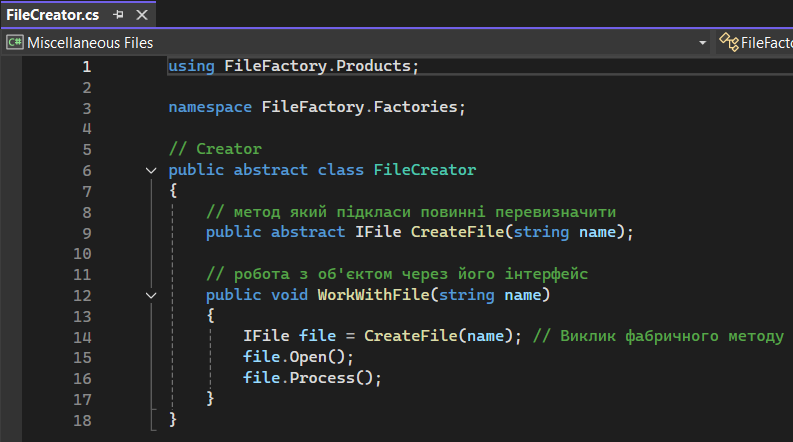 FileCreator.cs
C# Miscellaneous Files
FileFacto
1 using FileFactory.Products;
2
3 namespace FileFactory.Factories;
4
5 // Creator
6 public abstract class FileCreator
7 {
8 // метод який підкласи повинні перевизначити
9 public abstract IFile CreateFile(string name);
10
11 // робота з об'єктом через його інтерфейс
12 public void WorkWithFile(string name)
13 {
14 IFile file = CreateFile(name); // Виклик фабричного методу
15 file.Open();
16 file.Process();
17 }
18 }